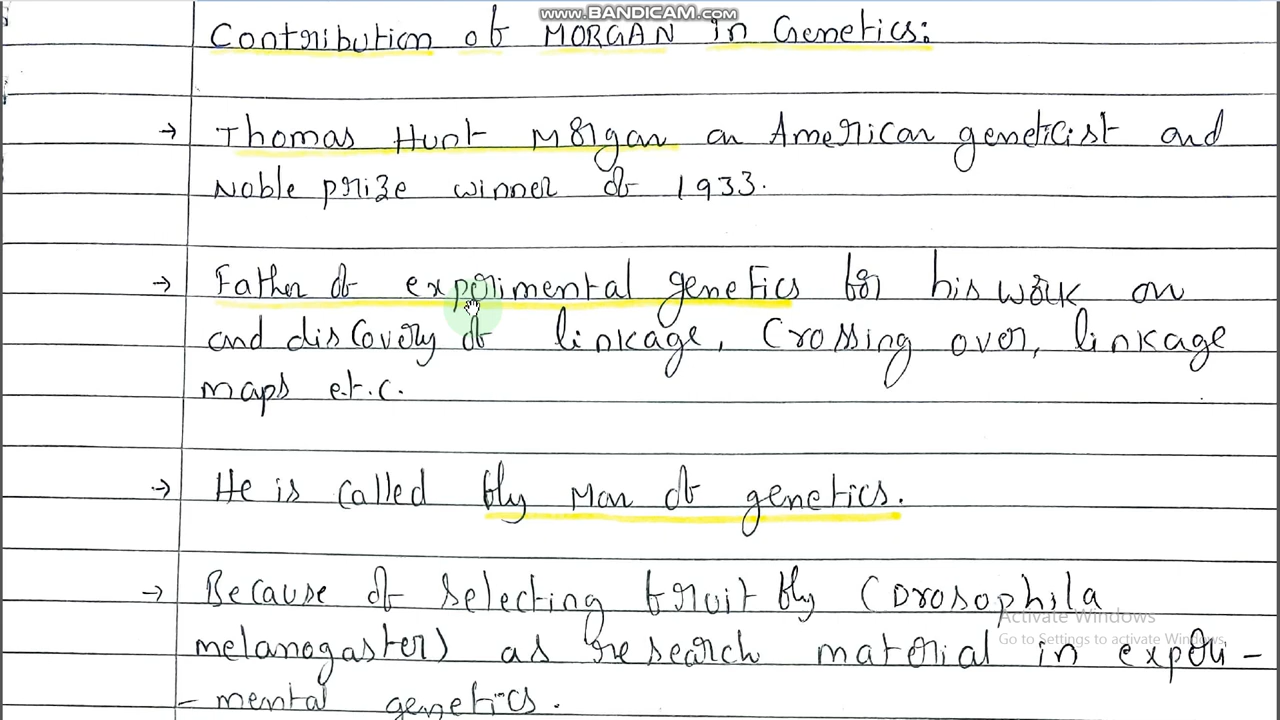 www.BANDICAM.com
Contribution of MORGAN in Genetics:
→ Thomas Hunt Morgan an American geneticist and
Noble prize winner of 1933.
→ Father of experimental genetics for his work on
and discovery of linkage, Crossing over, linkage
maps e.t.c.
→ He is called fly Man of genetics.
→ Because of selecting fruit fly (Drosophila
melanogaster) as research material in experi-
- mental genetics.
Activate Windows
Go to Settings to activate Windows.